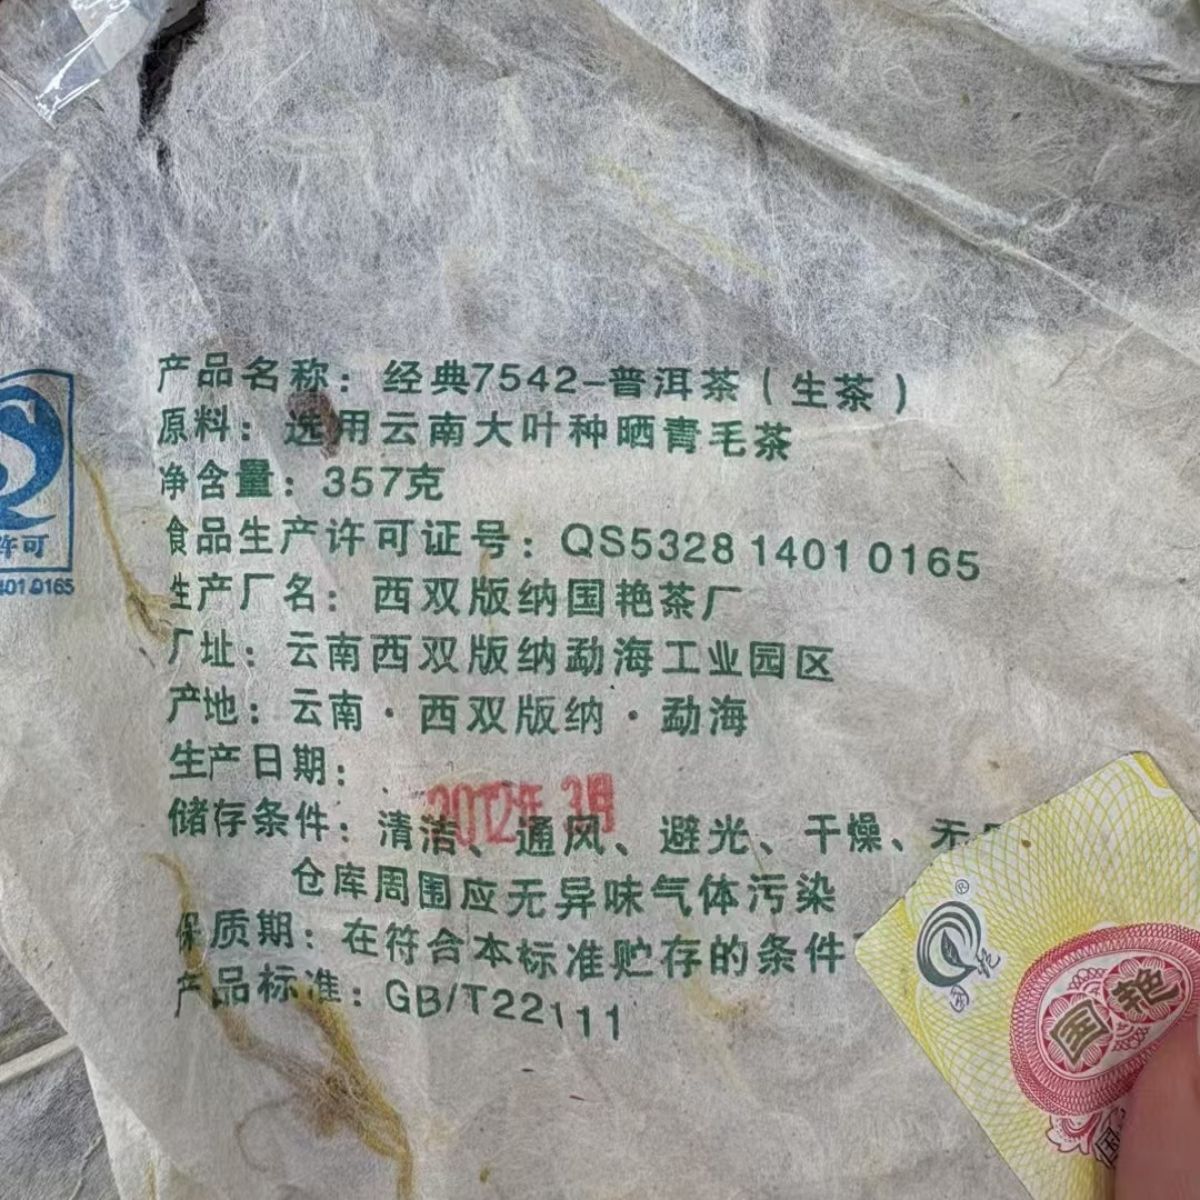 产品名称：经典7542-普洱茶（生茶）
原料：选用云南大叶种晒青毛茶
净含量：357克
食品生产许可证号：QS5328 1401 0165
生产厂名：西双版纳国艳茶厂
厂址：云南西双版纳勐海工业园区
产地：云南·西双版纳·勐海
生产日期：
2012年3月
储存条件：清洁、通风、避光、干燥、无
仓库周围应无异味气体污染
保质期：在符合本标准贮存的条件
产品标准：GB/T22111
许可
401 0165
国艳
®
国艳
国